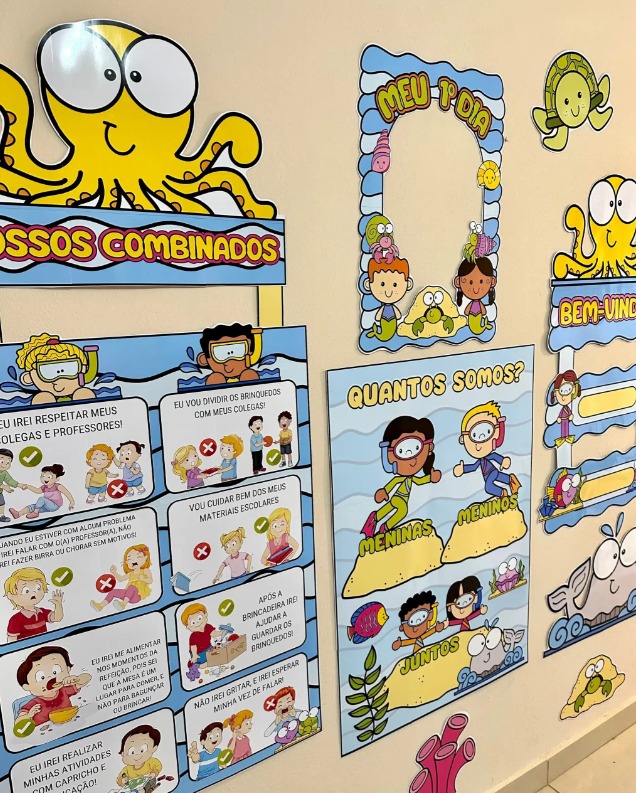 OSSOS COMBINADOS
EU IREI RESPEITAR MEUS
COLEGAS E PROFESSORES!
EU VOU DIVIDIR OS BRINQUEDOS
COM MEUS COLEGAS!
QUANDO EU ESTIVER COM ALGUM PROBLEMA
IREI FALAR COM O(A) PROFESSOR(A), NÃO
IREI FAZER BIRRA OU CHORAR SEM MOTIVOS!
VOU CUIDAR BEM DOS MEUS
MATERIAIS ESCOLARES
EU IREI ME ALIMENTAR
NOS MOMENTOS DA
REFEIÇÃO, POIS SEI
QUE A MESA É UM
LUGAR PARA COMER, E
NÃO PARA BAGUNÇAR
OU BRINCAR!
APÓS A
BRINCADEIRA IREI
AJUDAR A
GUARDAR OS
BRINQUEDOS!
EU IREI REALIZAR
MINHAS ATIVIDADES
COM CAPRICHO E
NÃO IREI GRITAR, E IREI ESPERAR
MINHA VEZ DE FALAR!
MEU 1º DIA
QUANTOS SOMOS?
MENINAS
MENINOS
JUNTOS
BEM-VIND